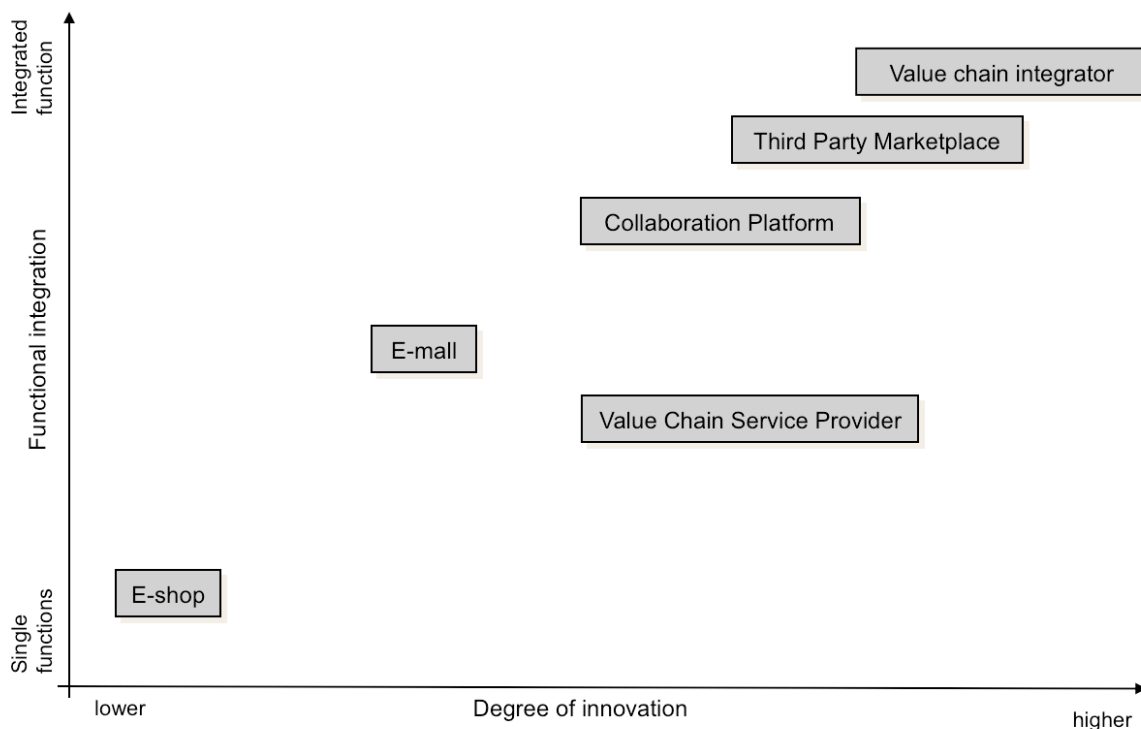 Integrated
function
Value chain integrator
Third Party Marketplace
Collaboration Platform
Functional integration
E-mall
Value Chain Service Provider
E-shop
Single
functions
lower
Degree of innovation
higher